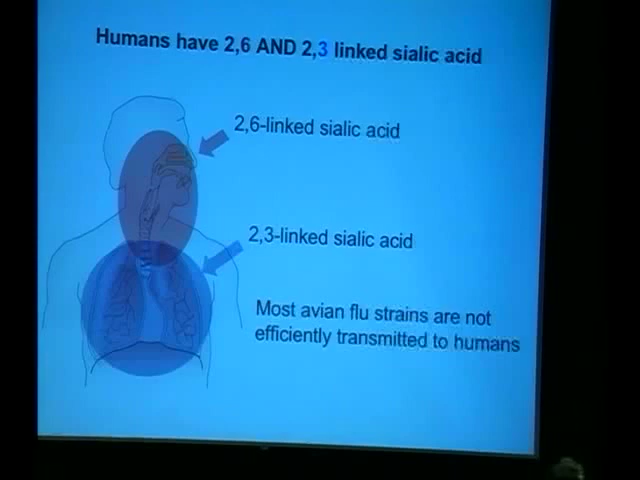 Humans have 2,6 AND 2,3 linked sialic acid
2,6-linked sialic acid
2,3-linked sialic acid
Most avian flu strains are not
efficiently transmitted to humans